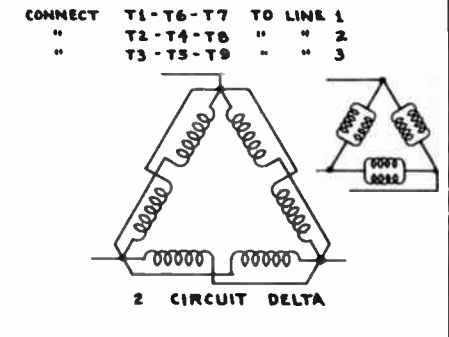 CONNECT T1-T6-T7 TO LINE 1
" T2-T4-T8 " " 2
" T3-T5-T9 " " 3
2 CIRCUIT DELTA